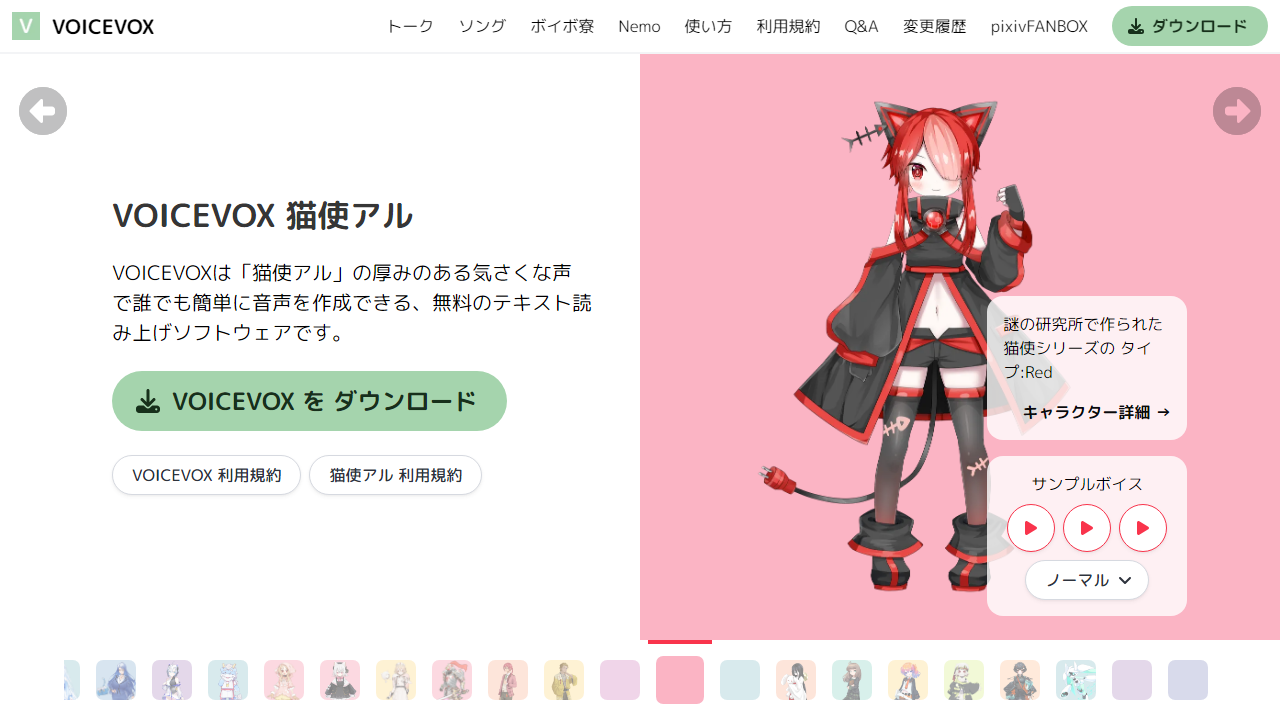 V VOICEVOX
トーク ソング ボイボ寮 Nemo 使い方 利用規約 Q&A 変更履歴 pixivFANBOX ダウンロード
VOICEVOX 猫使アル
VOICEVOXは「猫使アル」の厚みのある気さくな声
で誰でも簡単に音声を作成できる、無料のテキスト読
み上げソフトウェアです。
VOICEVOX を ダウンロード
VOICEVOX 利用規約 猫使アル 利用規約
謎の研究所で作られた
猫使シリーズの タイ
プ:Red
キャラクター詳細 →
サンプルボイス
ノーマル